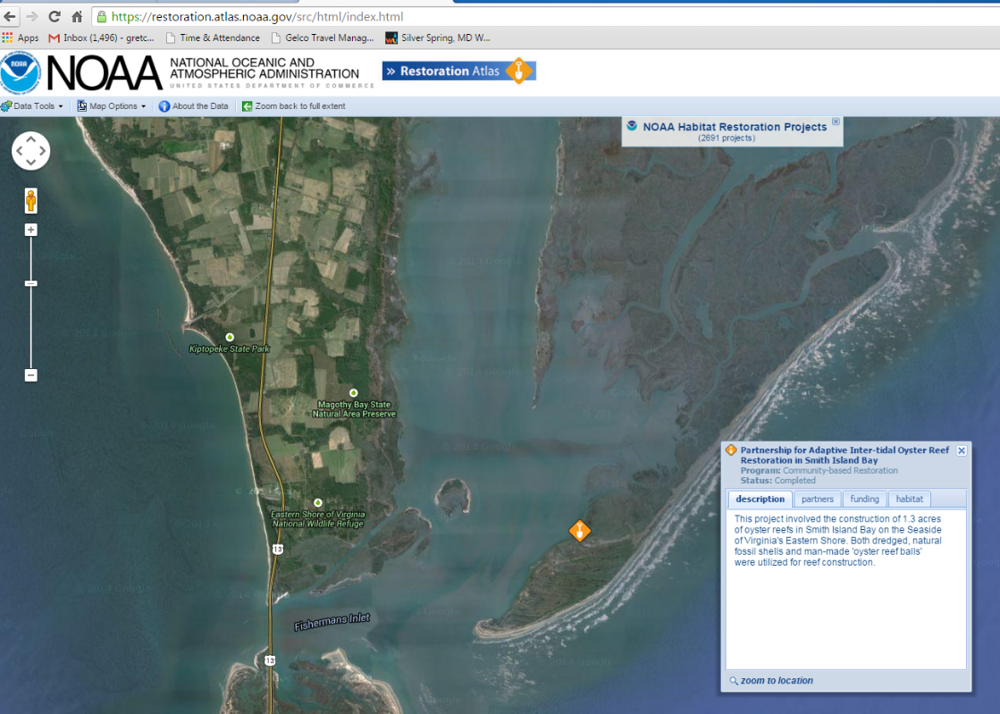 https://restoration.atlas.noaa.gov/src/html/index.html
Apps
Inbox (1,496) - gretc...
Time & Attendance
Gelco Travel Manag...
Silver Spring, MD W...
NOAA
NOAA
NATIONAL OCEANIC AND
ATMOSPHERIC ADMINISTRATION
UNITED STATES DEPARTMENT OF COMMERCE
» Restoration Atlas
Data Tools
Map Options
About the Data
Zoom back to full extent
NOAA Habitat Restoration Projects
(2691 projects)
Kiptopeke State Park
Magothy Bay State
Natural Area Preserve
Eastern Shore of Virginia
National Wildlife Refuge
13
Fishermans Inlet
13
Partnership for Adaptive Inter-tidal Oyster Reef
Restoration in Smith Island Bay
Program: Community-based Restoration
Status: Completed
description
partners
funding
habitat
This project involved the construction of 1.3 acres
of oyster reefs in Smith Island Bay on the Seaside
of Virginia's Eastern Shore. Both dredged, natural
fossil shells and man-made 'oyster reef balls'
were utilized for reef construction.
zoom to location